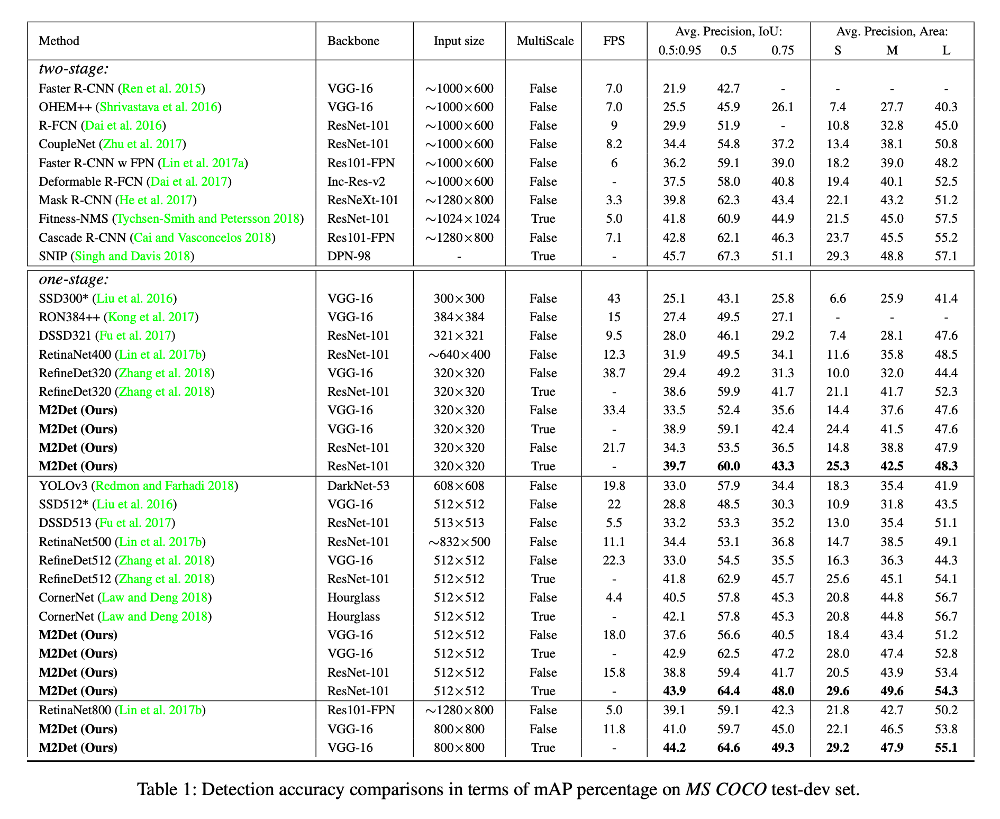 Method Backbone Input size MultiScale FPS Avg. Precision, IoU: Avg. Precision, Area:
0.5:0.95 0.5 0.75 S M L
two-stage:
Faster R-CNN (Ren et al. 2015) VGG-16 ∼1000×600 False 7.0 21.9 42.7 - - - -
OHEM++ (Shrivastava et al. 2016) VGG-16 ∼1000×600 False 7.0 25.5 45.9 26.1 7.4 27.7 40.3
R-FCN (Dai et al. 2016) ResNet-101 ∼1000×600 False 9 29.9 51.9 - 10.8 32.8 45.0
CoupleNet (Zhu et al. 2017) ResNet-101 ∼1000×600 False 8.2 34.4 54.8 37.2 13.4 38.1 50.8
Faster R-CNN w FPN (Lin et al. 2017a) Res101-FPN ∼1000×600 False 6 36.2 59.1 39.0 18.2 39.0 48.2
Deformable R-FCN (Dai et al. 2017) Inc-Res-v2 ∼1000×600 False - 37.5 58.0 40.8 19.4 40.1 52.5
Mask R-CNN (He et al. 2017) ResNeXt-101 ∼1280×800 False 3.3 39.8 62.3 43.4 22.1 43.2 51.2
Fitness-NMS (Tychsen-Smith and Petersson 2018) ResNet-101 ∼1024×1024 True 5.0 41.8 60.9 44.9 21.5 45.0 57.5
Cascade R-CNN (Cai and Vasconcelos 2018) Res101-FPN ∼1280×800 False 7.1 42.8 62.1 46.3 23.7 45.5 55.2
SNIP (Singh and Davis 2018) DPN-98 - True - 45.7 67.3 51.1 29.3 48.8 57.1
one-stage:
SSD300* (Liu et al. 2016) VGG-16 300×300 False 43 25.1 43.1 25.8 6.6 25.9 41.4
RON384++ (Kong et al. 2017) VGG-16 384×384 False 15 27.4 49.5 27.1 - - -
DSSD321 (Fu et al. 2017) ResNet-101 321×321 False 9.5 28.0 46.1 29.2 7.4 28.1 47.6
RetinaNet400 (Lin et al. 2017b) ResNet-101 ∼640×400 False 12.3 31.9 49.5 34.1 11.6 35.8 48.5
RefineDet320 (Zhang et al. 2018) VGG-16 320×320 False 38.7 29.4 49.2 31.3 10.0 32.0 44.4
RefineDet320 (Zhang et al. 2018) ResNet-101 320×320 True - 38.6 59.9 41.7 21.1 41.7 52.3
M2Det (Ours) VGG-16 320×320 False 33.4 33.5 52.4 35.6 14.4 37.6 47.6
M2Det (Ours) VGG-16 320×320 True - 38.9 59.1 42.4 24.4 41.5 47.6
M2Det (Ours) ResNet-101 320×320 False 21.7 34.3 53.5 36.5 14.8 38.8 47.9
M2Det (Ours) ResNet-101 320×320 True - 39.7 60.0 43.3 25.3 42.5 48.3
YOLOv3 (Redmon and Farhadi 2018) DarkNet-53 608×608 False 19.8 33.0 57.9 34.4 18.3 35.4 41.9
SSD512* (Liu et al. 2016) VGG-16 512×512 False 22 28.8 48.5 30.3 10.9 31.8 43.5
DSSD513 (Fu et al. 2017) ResNet-101 513×513 False 5.5 33.2 53.3 35.2 13.0 35.4 51.1
RetinaNet500 (Lin et al. 2017b) ResNet-101 ∼832×500 False 11.1 34.4 53.1 36.8 14.7 38.5 49.1
RefineDet512 (Zhang et al. 2018) VGG-16 512×512 False 22.3 33.0 54.5 35.5 16.3 36.3 44.3
RefineDet512 (Zhang et al. 2018) ResNet-101 512×512 True - 41.8 62.9 45.7 25.6 45.1 54.1
CornerNet (Law and Deng 2018) Hourglass 512×512 False 4.4 40.5 57.8 45.3 20.8 44.8 56.7
CornerNet (Law and Deng 2018) Hourglass 512×512 True - 42.1 57.8 45.3 20.8 44.8 56.7
M2Det (Ours) VGG-16 512×512 False 18.0 37.6 56.6 40.5 18.4 43.4 51.2
M2Det (Ours) VGG-16 512×512 True - 42.9 62.5 47.2 28.0 47.4 52.8
M2Det (Ours) ResNet-101 512×512 False 15.8 38.8 59.4 41.7 20.5 43.9 53.4
M2Det (Ours) ResNet-101 512×512 True - 43.9 64.4 48.0 29.6 49.6 54.3
RetinaNet800 (Lin et al. 2017b) Res101-FPN ∼1280×800 False 5.0 39.1 59.1 42.3 21.8 42.7 50.2
M2Det (Ours) VGG-16 800×800 False 11.8 41.0 59.7 45.0 22.1 46.5 53.8
M2Det (Ours) VGG-16 800×800 True - 44.2 64.6 49.3 29.2 47.9 55.1
Table 1: Detection accuracy comparisons in terms of mAP percentage on MS COCO test-dev set.